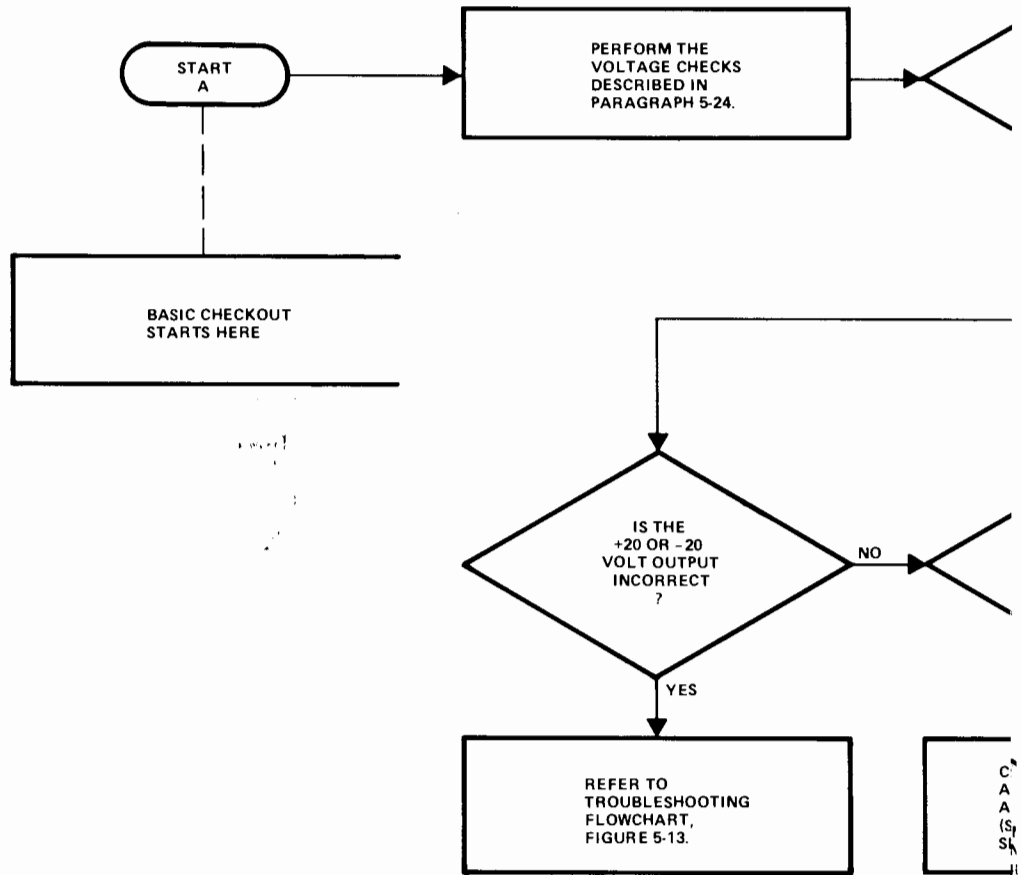 START
A
PERFORM THE
VOLTAGE CHECKS
DESCRIBED IN
PARAGRAPH 5-24.
BASIC CHECKOUT
STARTS HERE
IS THE
+20 OR -20
VOLT OUTPUT
INCORRECT
?
NO
YES
REFER TO
TROUBLESHOOTING
FLOWCHART,
FIGURE 5-13.
C
A
A